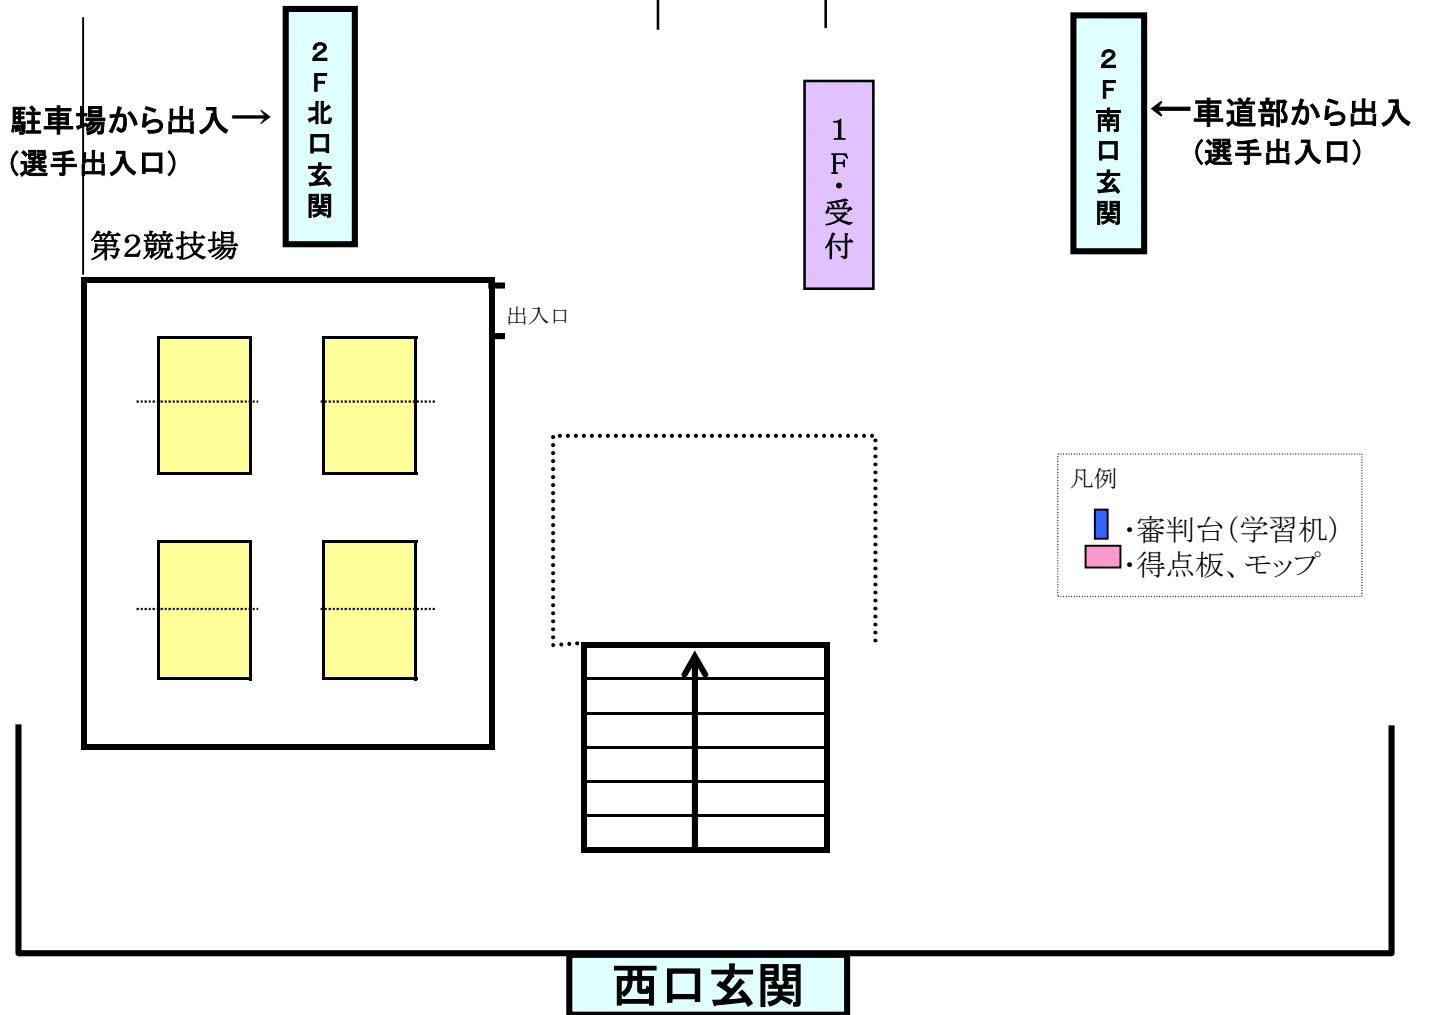 2F北口玄関
2F南口玄関
駐車場から出入→
(選手出入口)
1F・受付
←車道部から出入
(選手出入口)
第2競技場
出入口
凡例
・審判台(学習机)
・得点板、モップ
西口玄関